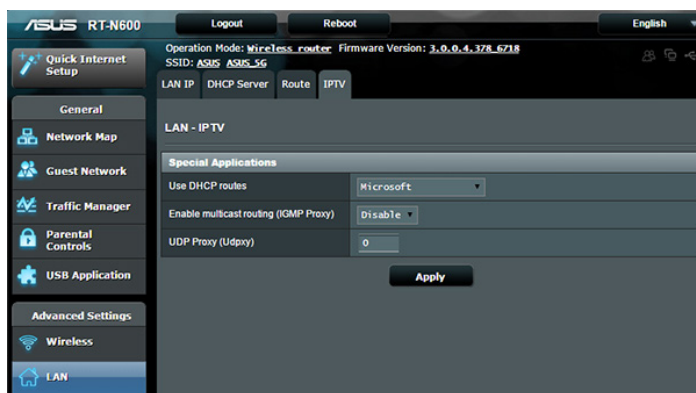 ASUS RT-N600
Logout
Reboot
English
Quick Internet
Setup
Operation Mode: Wireless router Firmware Version: 3.0.0.4.378_6718
SSID: ASUS ASUS_5G
LAN IP DHCP Server Route IPTV
General
Network Map
Guest Network
Traffic Manager
Parental
Controls
USB Application
Advanced Settings
Wireless
LAN
LAN - IPTV
Special Applications
Use DHCP routes Microsoft
Enable multicast routing (IGMP Proxy) Disable
UDP Proxy (Udpxy) 0
Apply